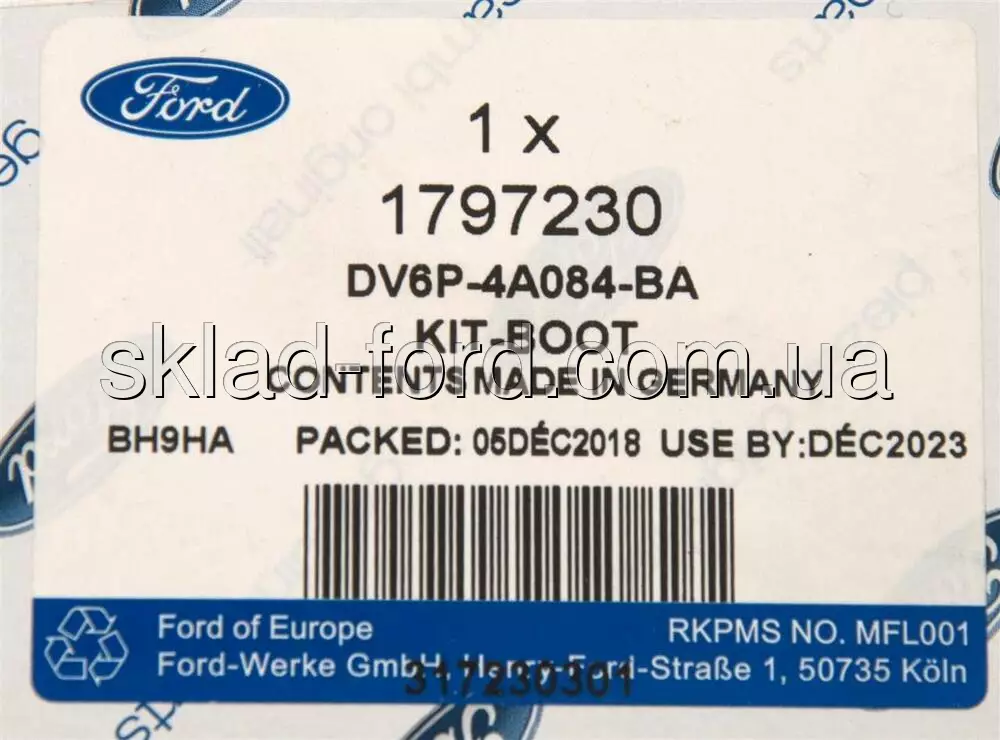 Ford
1 x
1797230
DV6P-4A084-BA
KIT-BOOT
sklad-ford.com.ua
CONTENTS MADE IN GERMANY
BH9HA PACKED: 05DÉC2018 USE BY:DÉC2023
Ford of Europe RKPMS NO. MFL001
Ford-Werke GmbH, Henry-Ford-Straße 1, 50735 Köln
317230301